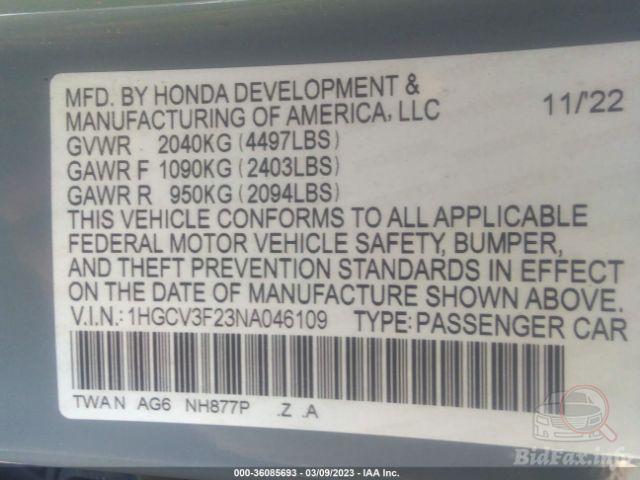 MFD. BY HONDA DEVELOPMENT &
MANUFACTURING OF AMERICA, LLC 11/'22
GVWR 2040KG (4497LBS)
GAWR F 1090KG (2403LBS)
GAWR R 950KG (2094LBS)
THIS VEHICLE CONFORMS TO ALL APPLICABLE
FEDERAL MOTOR VEHICLE SAFETY, BUMPER,
AND THEFT PREVENTION STANDARDS IN EFFECT
ON THE DATE OF MANUFACTURE SHOWN ABOVE.
V.I.N.:1HGCV3F23NA046109 TYPE:PASSENGER CAR
TWAN AG6 NH877P .Z .A
BidFax.info
000-36085693 - 03/09/2023 - IAA Inc.